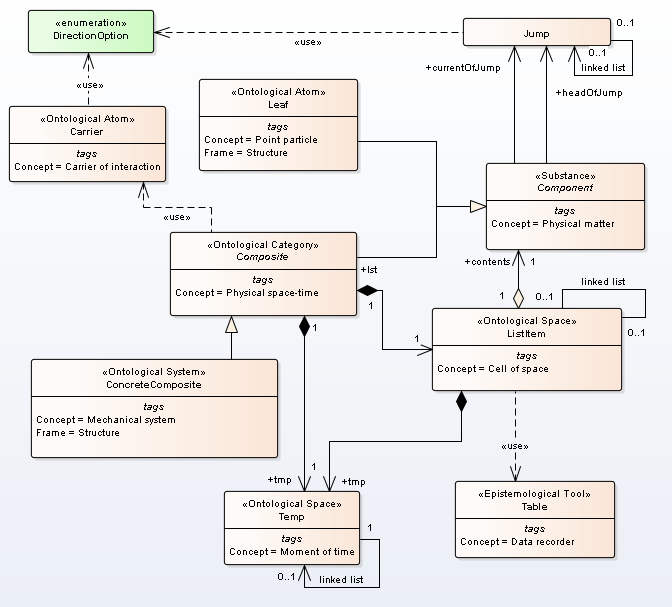 «enumeration»
DirectionOption
0..1
Jump
«use»
0..1
linked list
+currentOfJump
+headOfJump
«use»
«Ontological Atom»
Leaf
tags
Concept = Point particle
Frame = Structure
«Ontological Atom»
Carrier
tags
Concept = Carrier of interaction
«Substance»
Component
tags
Concept = Physical matter
«use»
«Ontological Category»
Composite
tags
Concept = Physical space-time
+lst
1
+contents
1
1
0..1
linked list
0..1
«Ontological Space»
ListItem
tags
Concept = Cell of space
1
1
«Ontological System»
ConcreteComposite
tags
Concept = Mechanical system
Frame = Structure
«use»
1
+tmp
+tmp
«Ontological Space»
Temp
tags
Concept = Moment of time
1
0..1
linked list
«Epistemological Tool»
Table
tags
Concept = Data recorder